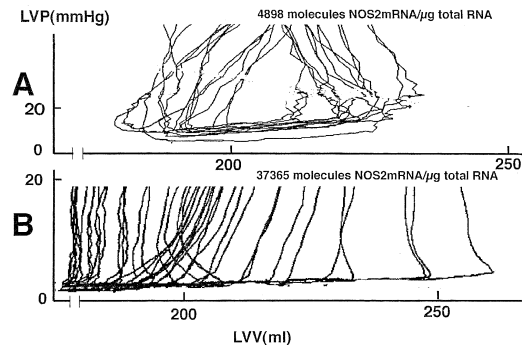 LVP(mmHg)
4898 molecules NOS2mRNA/µg total RNA
A
20
0
200
250
37365 molecules NOS2mRNA/µg total RNA
20
B
0
200
250
LVV(ml)